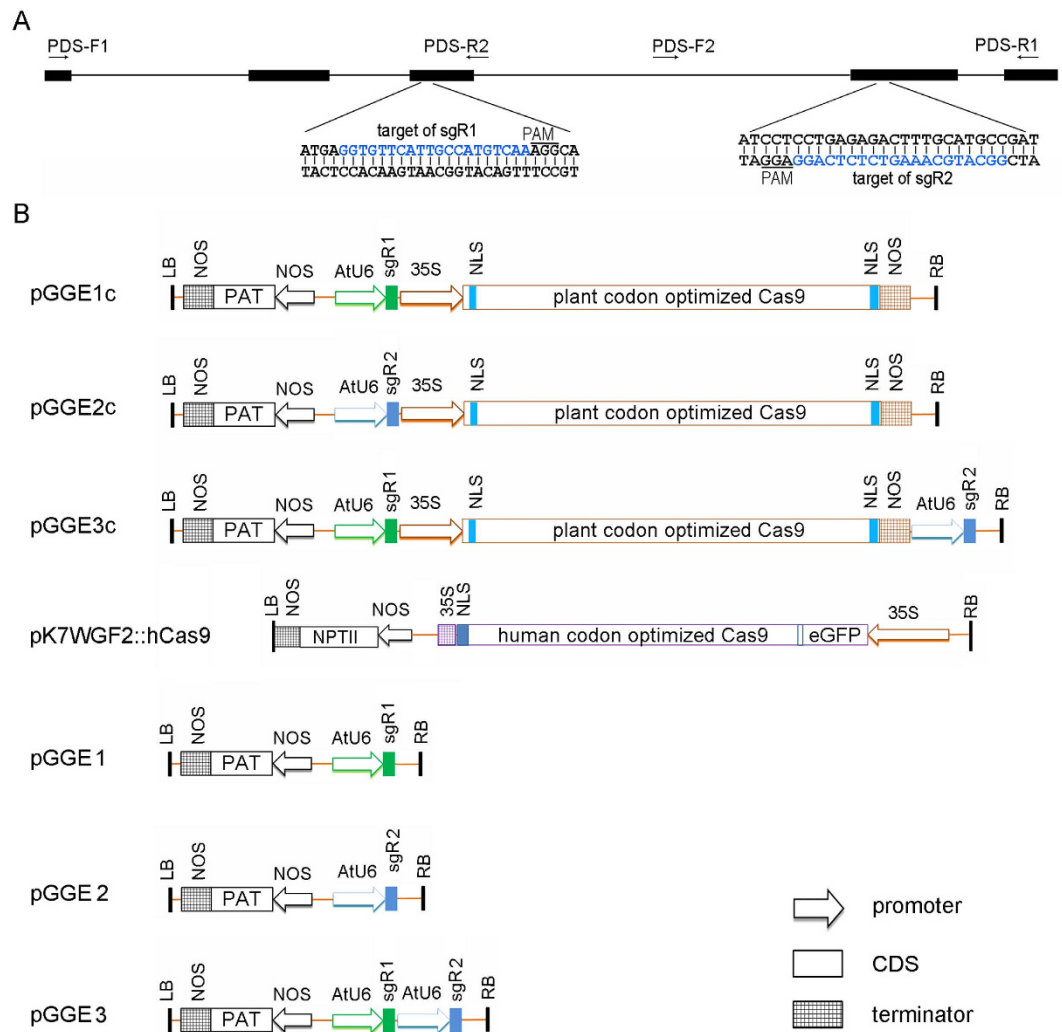 A
PDS-F1
PDS-R2
PDS-F2
PDS-R1
target of sgR1
PAM
ATGAGGTGTTCATTGCCATGTCAAAGGCA
TACTCCACAAGTAACGGTACAGTTTCCGT
ATCCTCCTGAGAGACTTTGCATGCCGAT
TAGGAGGACTCTCTGAAACGTACGGCTA
PAM
target of sgR2
B
pGGE1c
LB NOS PAT NOS AtU6 sgR1 35S NLS plant codon optimized Cas9 NLS NOS RB
pGGE2c
LB NOS PAT NOS AtU6 sgR2 35S NLS plant codon optimized Cas9 NLS NOS RB
pGGE3c
LB NOS PAT NOS AtU6 sgR1 35S NLS plant codon optimized Cas9 NLS NOS AtU6 sgR2 RB
pK7WGF2::hCas9
LB NOS NPTII NOS 35S NLS human codon optimized Cas9 eGFP 35S RB
pGGE1
LB NOS PAT NOS AtU6 sgR1 RB
pGGE2
LB NOS PAT NOS AtU6 sgR2 RB
pGGE3
LB NOS PAT NOS AtU6 sgR1 AtU6 sgR2 RB
promoter
CDS
terminator